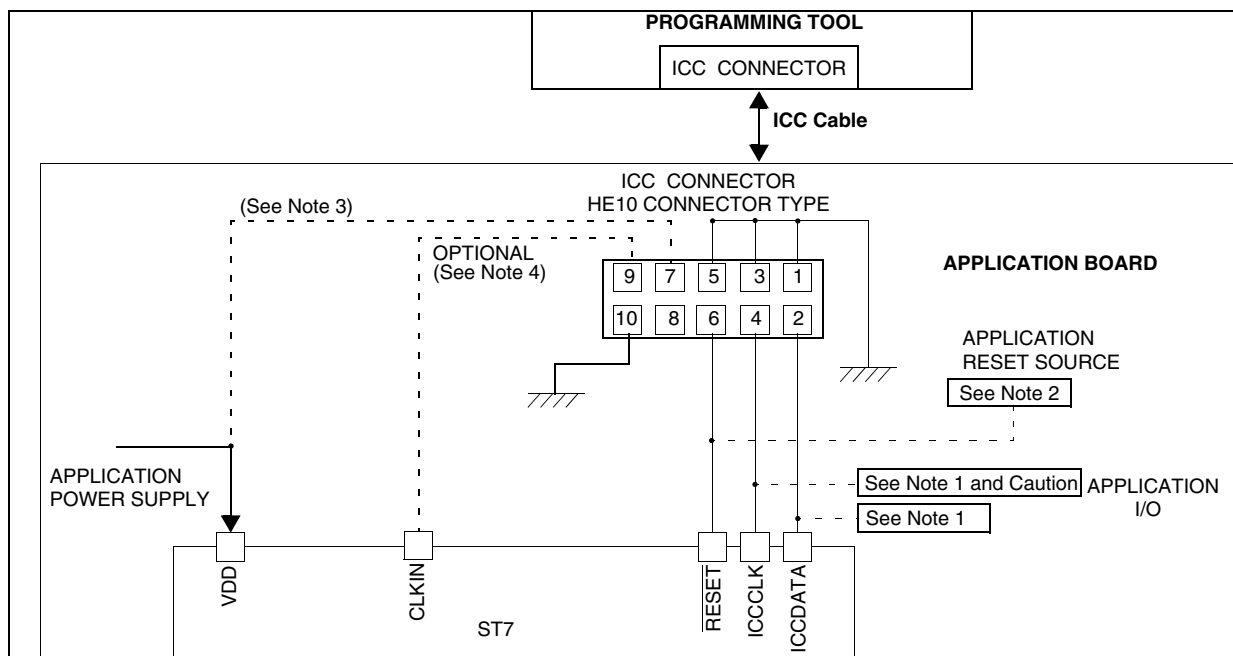 PROGRAMMING TOOL
ICC CONNECTOR
ICC Cable
ICC CONNECTOR
HE10 CONNECTOR TYPE
(See Note 3)
OPTIONAL
(See Note 4)
9 7 5 3 1
10 8 6 4 2
APPLICATION BOARD
APPLICATION
RESET SOURCE
See Note 2
APPLICATION
POWER SUPPLY
See Note 1 and Caution
See Note 1
APPLICATION
I/O
VDD
CLKIN
RESET
ICCCLK
ICCDATA
ST7